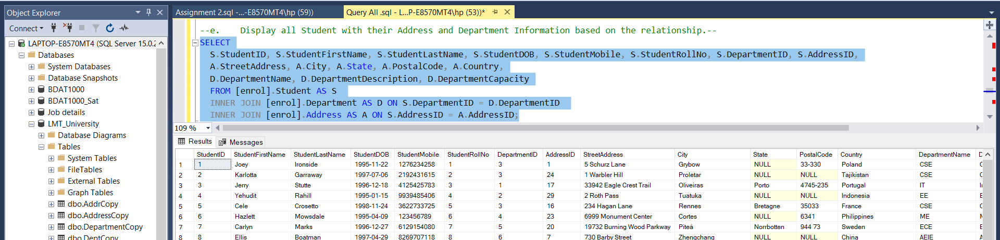 Object Explorer
Connect
LAPTOP-E8570MT4 (SQL Server 15.0.2
Databases
System Databases
Database Snapshots
BDAT1000
BDAT1000_Sat
Job details
LMT_University
Database Diagrams
Tables
System Tables
FileTables
External Tables
Graph Tables
dbo.AddrCopy
dbo.AddressCopy
dbo.DepartmentCopy
dbo.DeptCopy
Assignment 2.sql -...-E8570MT4\hp (59)) Query All .sql - L...P-E8570MT4\hp (53))*
--e. Display all Student with their Address and Department Information based on the relationship.--
SELECT
S.StudentID, S.StudentFirstName, S.StudentLastName, S.StudentDOB, S.StudentMobile, S.StudentRollNo, S.DepartmentID, S.AddressID,
A.StreetAddress, A.City, A.State, A.PostalCode, A.Country,
D.DepartmentName, D.DepartmentDescription, D.DepartmentCapacity
FROM [enrol].Student AS S
INNER JOIN [enrol].Department AS D ON S.DepartmentID = D.DepartmentID
INNER JOIN [enrol].Address AS A ON S.AddressID = A.AddressID;
109 %
Results Messages
StudentID StudentFirstName StudentLastName StudentDOB StudentMobile StudentRollNo DepartmentID AddressID StreetAddress City State PostalCode Country DepartmentName D
1 1 Joey Ironside 1995-11-22 1276234258 1 3 1 5 Schurz Lane Grybow NULL 33-330 Poland CSE C
2 2 Karlotta Garraway 1997-07-06 2192431615 2 3 24 1 Warbler Hill Proletar NULL NULL Tajikistan CSE C
3 3 Jerry Stutte 1996-12-18 4125425783 3 1 17 33942 Eagle Crest Trail Oliveiras Porto 4745-235 Portugal IT I
4 4 Yehudit Rahill 1995-01-15 9939485406 4 2 29 2 Roth Pass Tuatuka NULL NULL Indonesia EE E
5 5 Cele Crosetto 1998-11-24 3622733725 5 3 16 234 Hagan Lane Rennes Bretagne 35033 France CSE C
6 6 Hazlett Mowsdale 1995-04-09 123456789 6 4 23 6999 Monument Center Cortes NULL 6341 Philippines ME M
7 7 Carlyn Marks 1996-12-27 6129154080 7 5 20 19732 Burning Wood Parkway Piteå Norrbotten 944 73 Sweden ECE E
8 8 Ellis Boatman 1997-04-29 8269707118 8 6 7 730 Barby Street Zhengchang NULL NULL China AEIE A